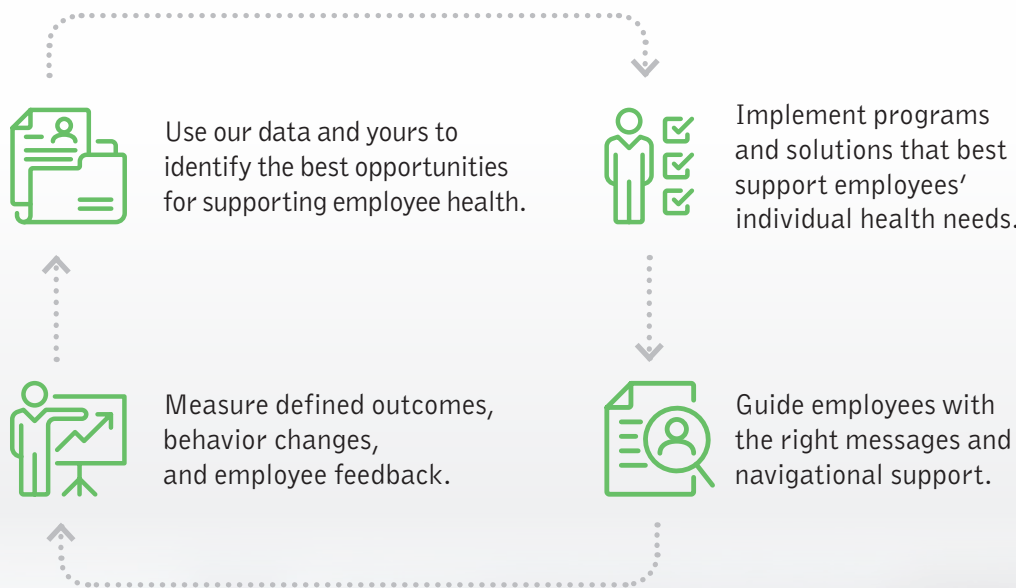 Use our data and yours to
identify the best opportunities
for supporting employee health.
Implement programs
and solutions that best
support employees’
individual health needs.
Measure defined outcomes,
behavior changes,
and employee feedback.
Guide employees with
the right messages and
navigational support.